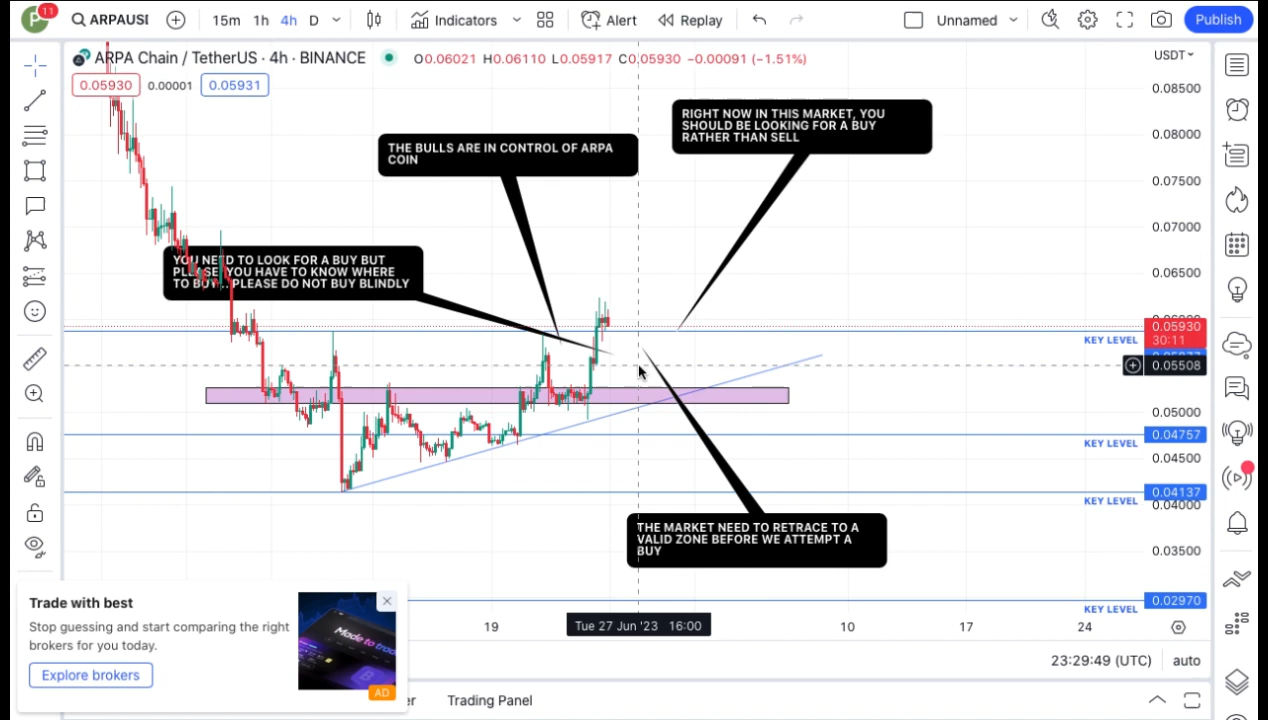 P
11
ARPAUSI
15m 1h 4h D
Indicators
Alert
Replay
Unnamed
Publish
ARPA Chain / TetherUS · 4h · BINANCE
O0.06021 H0.06110 L0.05917 C0.05930 −0.00091 (−1.51%)
USDT
0.05930 0.00001 0.05931
0.08500
0.08000
0.07500
0.07000
0.06500
0.05930
30:11
0.05508
0.05000
0.04757
0.04500
0.04137
0.04000
0.03500
0.02970
RIGHT NOW IN THIS MARKET, YOU
SHOULD BE LOOKING FOR A BUY
RATHER THAN SELL
THE BULLS ARE IN CONTROL OF ARPA
COIN
YOU NEED TO LOOK FOR A BUY BUT
PLEASE YOU HAVE TO KNOW WHERE
TO BUY...PLEASE DO NOT BUY BLINDLY
KEY LEVEL
KEY LEVEL
KEY LEVEL
THE MARKET NEED TO RETRACE TO A
VALID ZONE BEFORE WE ATTEMPT A
BUY
KEY LEVEL
Trade with best
Stop guessing and start comparing the right
brokers for you today.
Explore brokers
Made to trade
AD
19
Tue 27 Jun '23 16:00
10
17
24
23:29:49 (UTC)
auto
er
Trading Panel